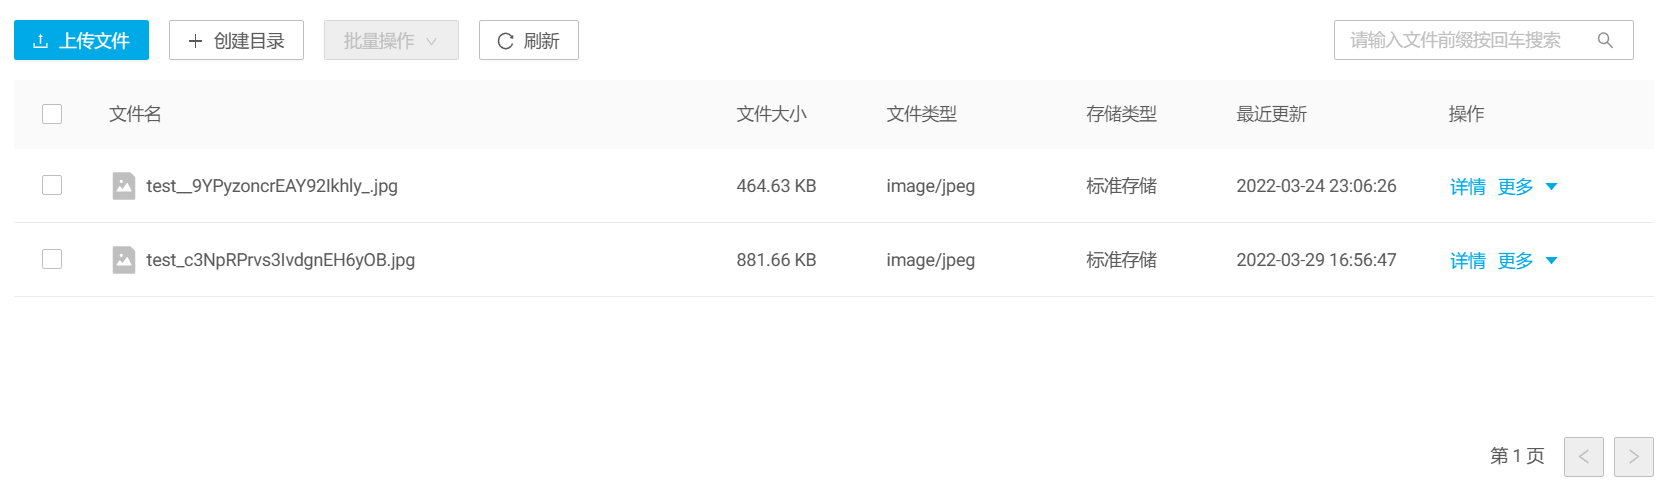 上传文件 创建目录 批量操作 刷新 请输入文件前缀按回车搜索
文件名 文件大小 文件类型 存储类型 最近更新 操作
test__9YPyzoncrEAY92Ikhly_.jpg 464.63 KB image/jpeg 标准存储 2022-03-24 23:06:26 详情 更多
test_c3NpRPrvs3IvdgnEH6yOB.jpg 881.66 KB image/jpeg 标准存储 2022-03-29 16:56:47 详情 更多
第 1 页